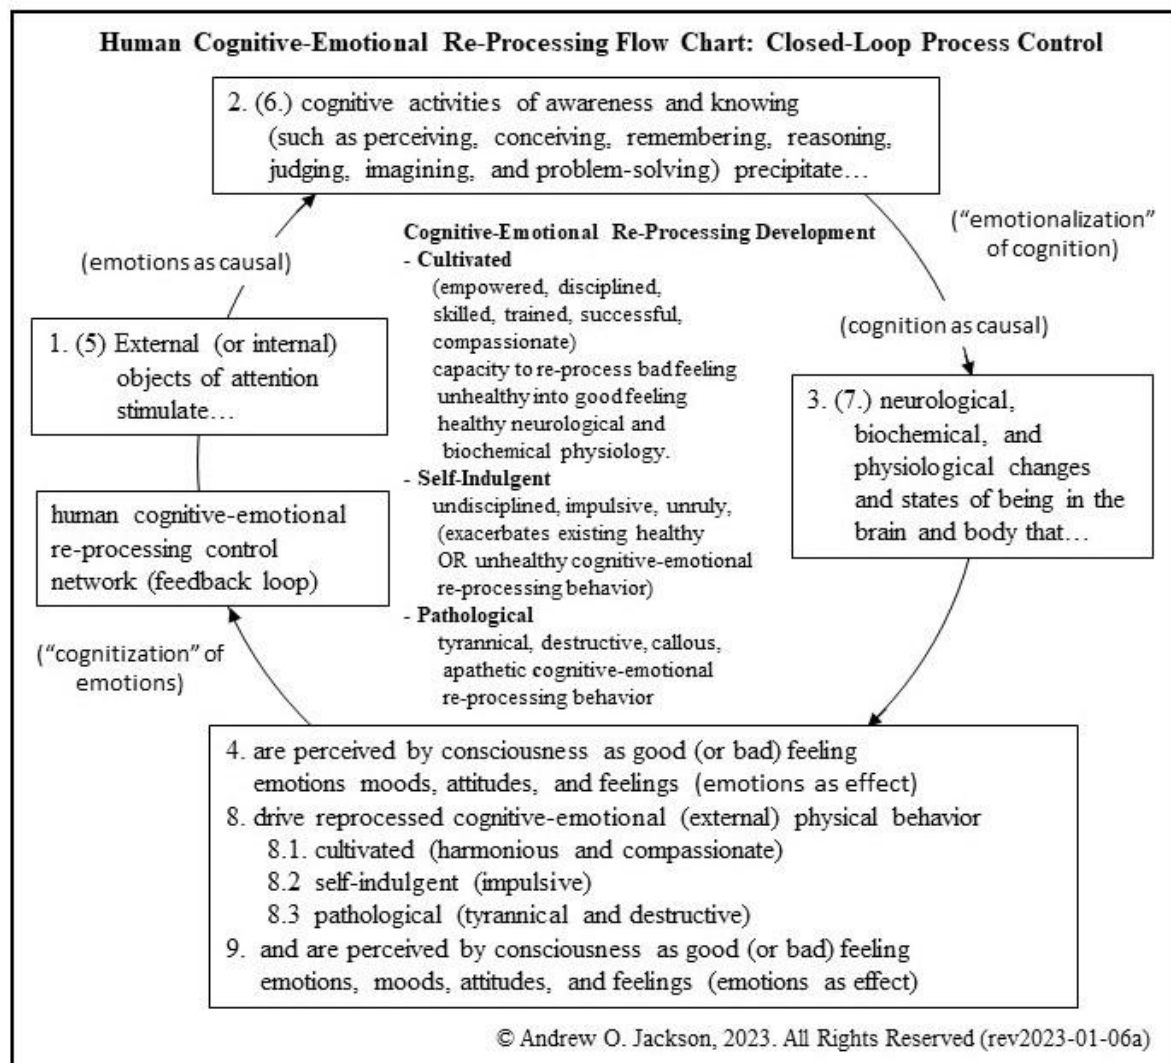 Human Cognitive-Emotional Re-Processing Flow Chart: Closed-Loop Process Control
2. (6.) cognitive activities of awareness and knowing
(such as perceiving, conceiving, remembering, reasoning,
judging, imagining, and problem-solving) precipitate…
(“emotionalization”
of cognition)
(emotions as causal)
(cognition as causal)
1. (5) External (or internal)
objects of attention
stimulate…
Cognitive-Emotional Re-Processing Development
- Cultivated
(empowered, disciplined,
skilled, trained, successful,
compassionate)
capacity to re-process bad feeling
unhealthy into good feeling
healthy neurological and
biochemical physiology.
- Self-Indulgent
undisciplined, impulsive, unruly,
(exacerbates existing healthy
OR unhealthy cognitive-emotional
re-processing behavior)
- Pathological
tyrannical, destructive, callous,
apathetic cognitive-emotional
re-processing behavior
3. (7.) neurological,
biochemical, and
physiological changes
and states of being in the
brain and body that…
human cognitive-emotional
re-processing control
network (feedback loop)
(“cognitization” of
emotions)
4. are perceived by consciousness as good (or bad) feeling
emotions moods, attitudes, and feelings (emotions as effect)
8. drive reprocessed cognitive-emotional (external) physical behavior
8.1. cultivated (harmonious and compassionate)
8.2 self-indulgent (impulsive)
8.3 pathological (tyrannical and destructive)
9. and are perceived by consciousness as good (or bad) feeling
emotions, moods, attitudes, and feelings (emotions as effect)
© Andrew O. Jackson, 2023. All Rights Reserved (rev2023-01-06a)